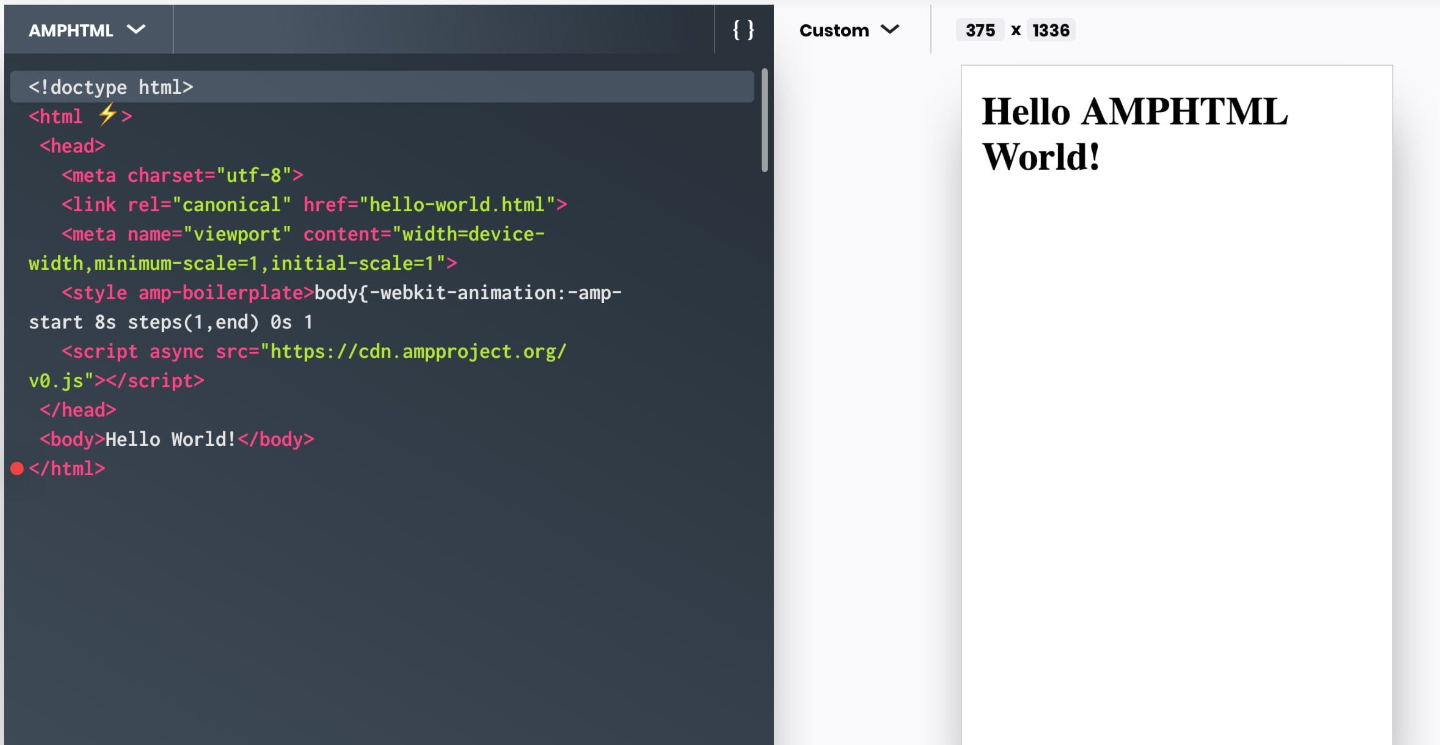 AMPHTML
{ }
<!doctype html>
<html ⚡>
<head>
<meta charset="utf-8">
<link rel="canonical" href="hello-world.html">
<meta name="viewport" content="width=device-
width,minimum-scale=1,initial-scale=1">
<style amp-boilerplate>body{-webkit-animation:-amp-
start 8s steps(1,end) 0s 1
<script async src="https://cdn.ampproject.org/
v0.js"></script>
</head>
<body>Hello World!</body>
</html>
Custom
375 x 1336
Hello AMPHTML
World!